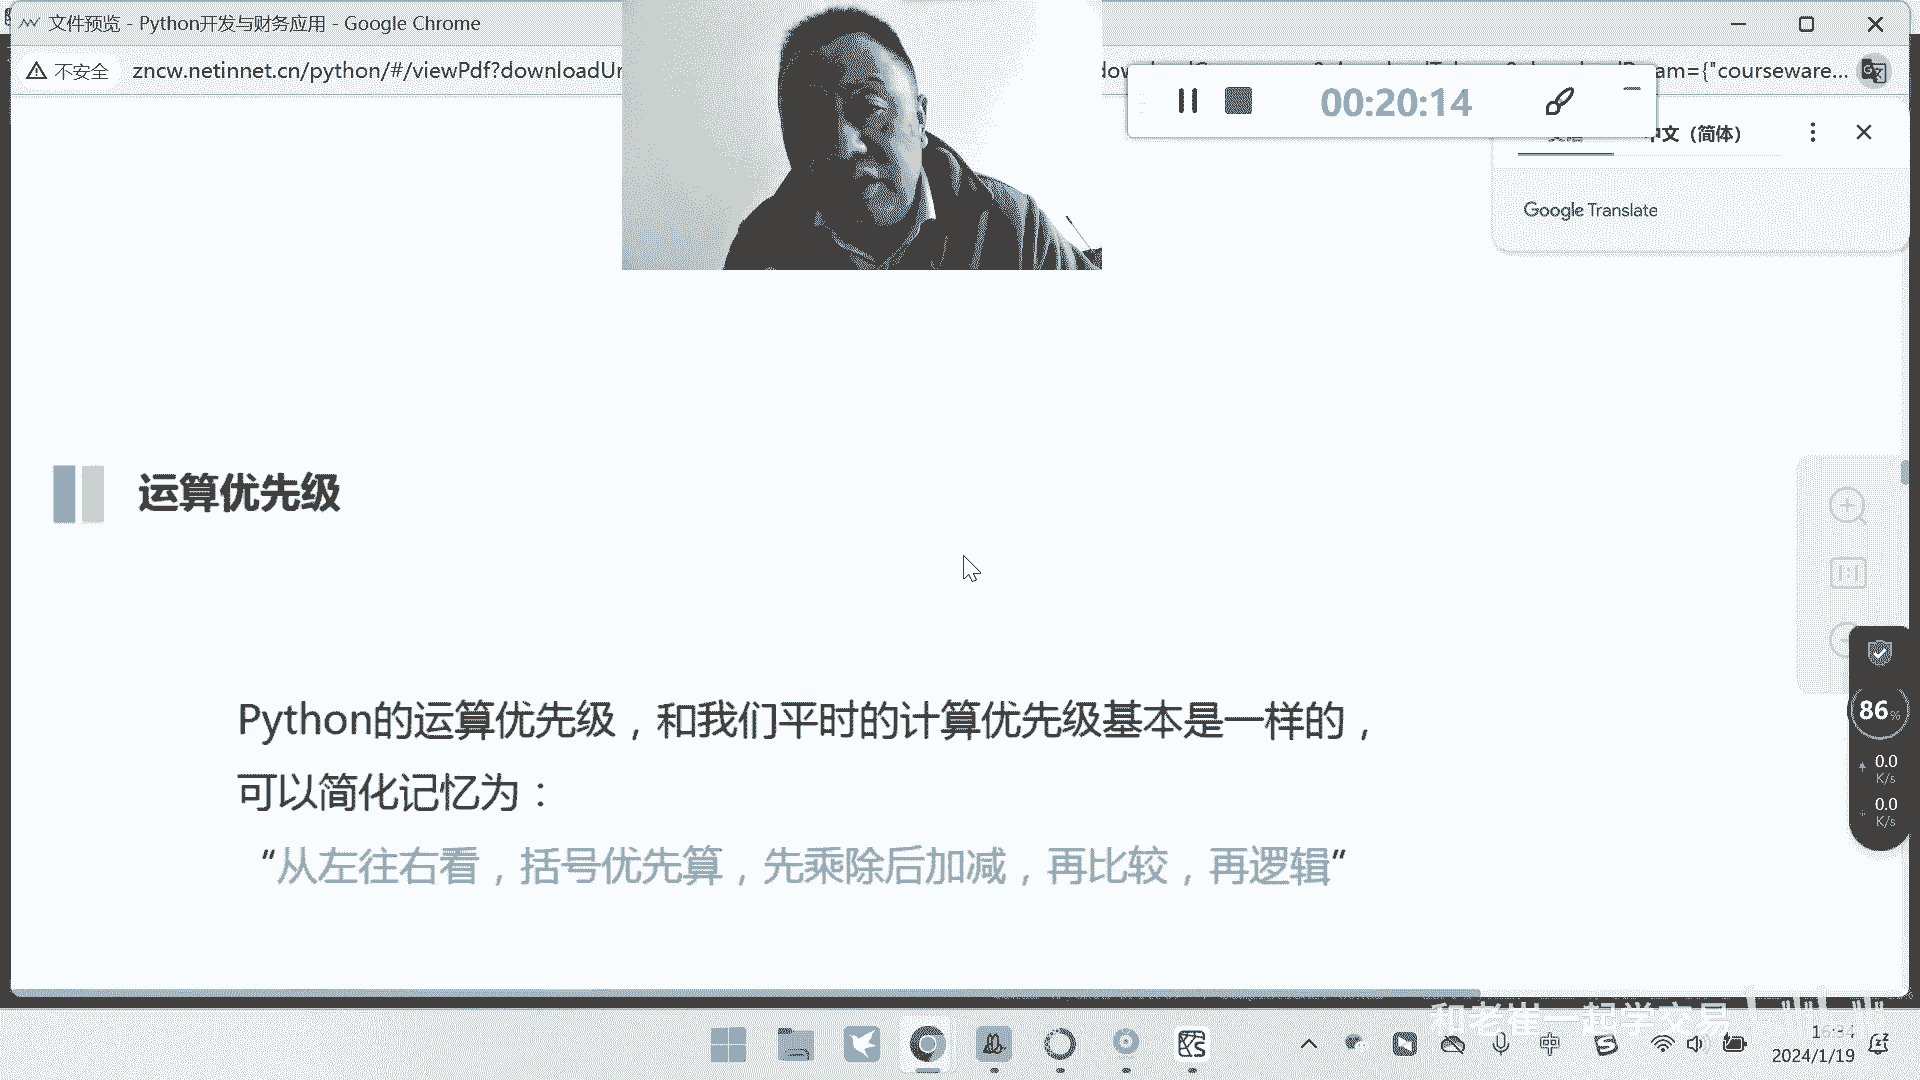 文件预览 - Python开发与财务应用 - Google Chrome
不安全
zncw.netinnet.cn/python/#/viewPdf?downloadUr
am={"courseware...
00:20:14
中文（简体）
Google Translate
运算优先级
Python的运算优先级，和我们平时的计算优先级基本是一样的，
可以简化记忆为：
“从左往右看，括号优先算，先乘除后加减，再比较，再逻辑”
86%
0.0
K/s
0.0
K/s
和老崔一起学交易
中
16:34
2024/1/19